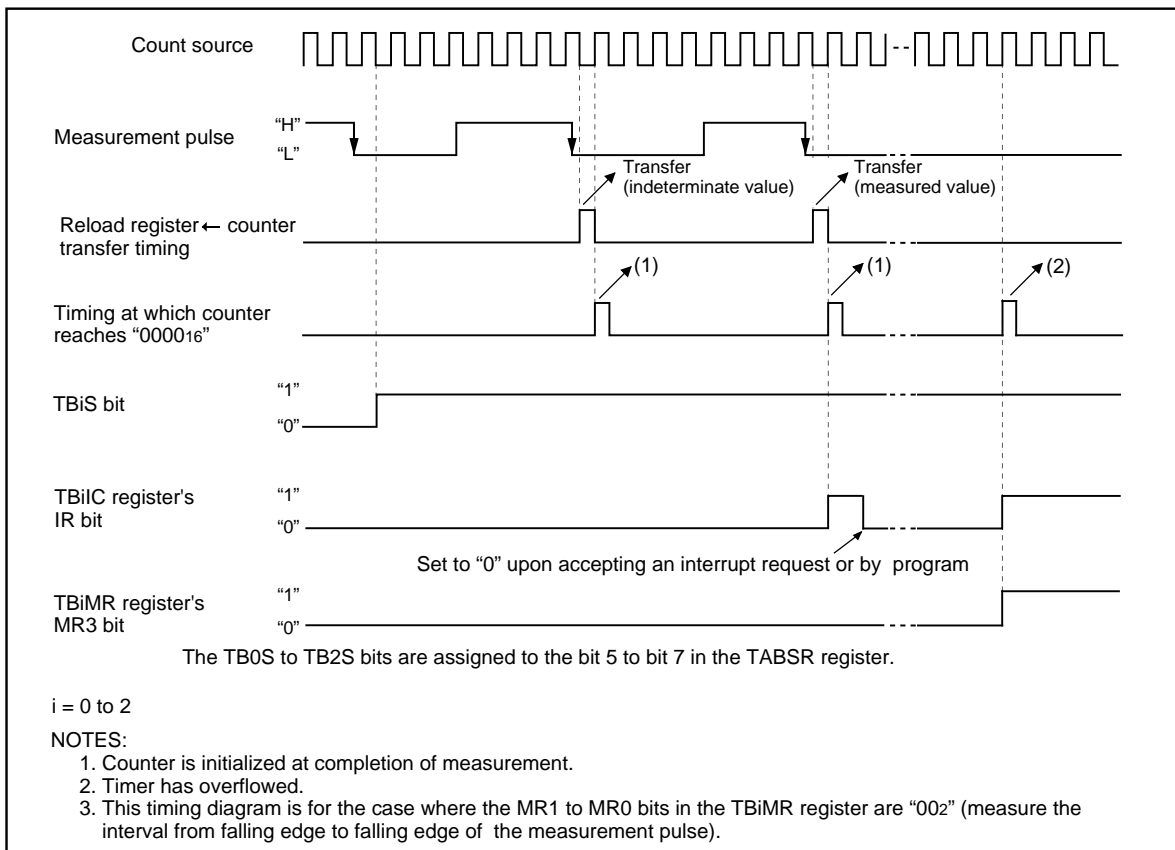 Count source
Measurement pulse
“H”
“L”
Transfer
(indeterminate value)
Transfer
(measured value)
Reload register ← counter
transfer timing
(1)
(1)
(2)
Timing at which counter
reaches “000016”
TBiS bit
“1”
“0”
TBiIC register's
IR bit
“1”
“0”
Set to “0” upon accepting an interrupt request or by program
TBiMR register's
MR3 bit
“1”
“0”
The TB0S to TB2S bits are assigned to the bit 5 to bit 7 in the TABSR register.
i = 0 to 2
NOTES:
1. Counter is initialized at completion of measurement.
2. Timer has overflowed.
3. This timing diagram is for the case where the MR1 to MR0 bits in the TBiMR register are “002” (measure the
interval from falling edge to falling edge of the measurement pulse).